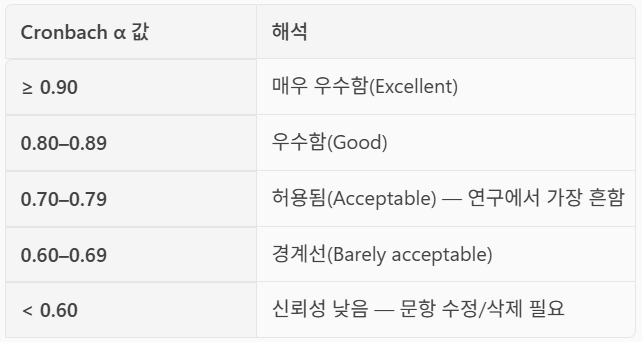 Cronbach α 값 해석
≥ 0.90 매우 우수함(Excellent)
0.80–0.89 우수함(Good)
0.70–0.79 허용됨(Acceptable) — 연구에서 가장 흔함
0.60–0.69 경계선(Barely acceptable)
< 0.60 신뢰성 낮음 — 문항 수정/삭제 필요